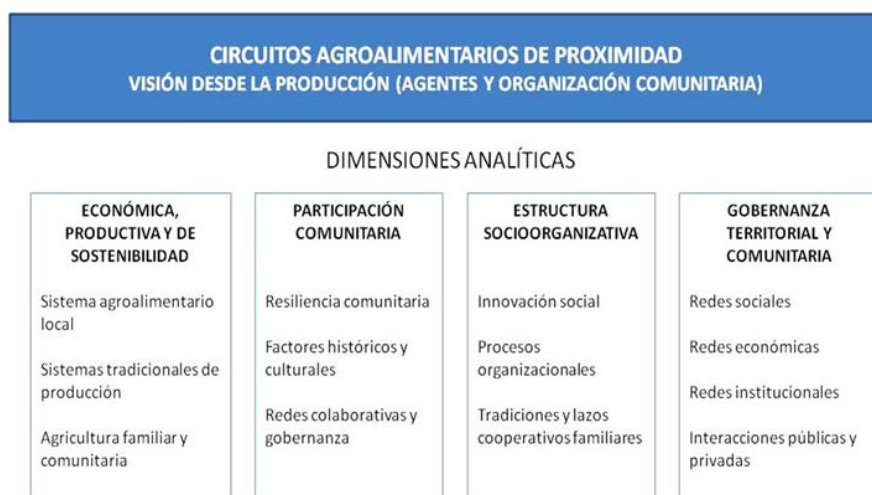 CIRCUITOS AGROALIMENTARIOS DE PROXIMIDAD
VISIÓN DESDE LA PRODUCCIÓN (AGENTES Y ORGANIZACIÓN COMUNITARIA)
DIMENSIONES ANALÍTICAS
ECONÓMICA,
PRODUCTIVA Y DE
SOSTENIBILIDAD
Sistema agroalimentario
local
Sistemas tradicionales de
producción
Agricultura familiar y
comunitaria
PARTICIPACIÓN
COMUNITARIA
Resiliencia comunitaria
Factores históricos y
culturales
Redes colaborativas y
gobernanza
ESTRUCTURA
SOCIOORGANIZATIVA
Innovación social
Procesos
organizacionales
Tradiciones y lazos
cooperativos familiares
GOBERNANZA
TERRITORIAL Y
COMUNITARIA
Redes sociales
Redes económicas
Redes institucionales
Interacciones públicas y
privadas